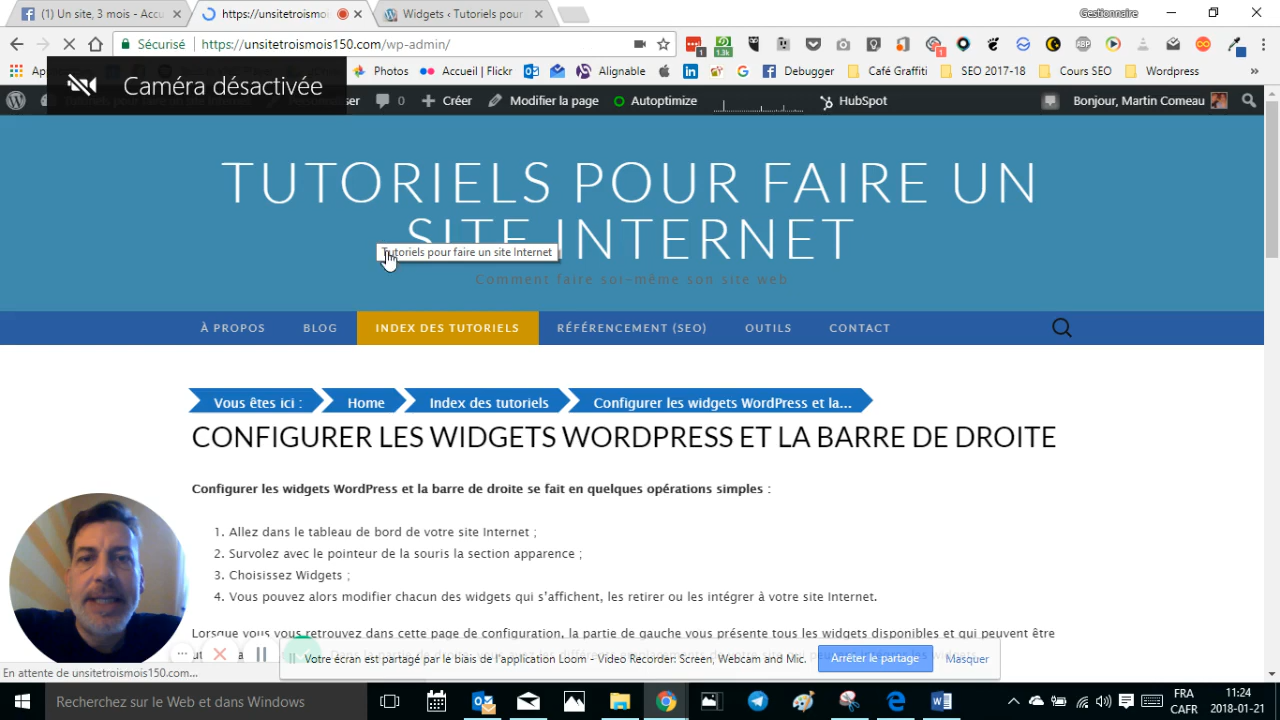 (1) Un site, 3 mois - Accu
https://unsitetroismois
Widgets ‹ Tutoriels pour
Gestionnaire
Sécurisé
https://unsitetroismois150.com/wp-admin/
1
1.3k
1
ABP
Photos
Accueil | Flickr
Alignable
Debugger
Café Graffiti
SEO 2017-18
Cours SEO
Wordpress
»
Caméra désactivée
0
Créer
Modifier la page
Autoptimize
HubSpot
Bonjour, Martin Comeau
TUTORIELS POUR FAIRE UN
SITE INTERNET
Tutoriels pour faire un site Internet
Comment faire soi-même son site web
À PROPOS
BLOG
INDEX DES TUTORIELS
RÉFÉRENCEMENT (SEO)
OUTILS
CONTACT
Vous êtes ici :
Home
Index des tutoriels
Configurer les widgets WordPress et la...
CONFIGURER LES WIDGETS WORDPRESS ET LA BARRE DE DROITE
Configurer les widgets WordPress et la barre de droite se fait en quelques opérations simples :
1. Allez dans le tableau de bord de votre site Internet ;
2. Survolez avec le pointeur de la souris la section apparence ;
3. Choisissez Widgets ;
4. Vous pouvez alors modifier chacun des widgets qui s'affichent, les retirer ou les intégrer à votre site Internet.
Lorsque vous vous retrouvez dans cette page de configuration, la partie de gauche vous présente tous les widgets disponibles et qui peuvent être
Votre écran est partagé par le biais de l'application Loom - Video Recorder: Screen, Webcam and Mic.
Arrêter le partage
Masquer
En attente de unsitetroismois150.com...
Recherchez sur le Web et dans Windows
FRA
CAFR
11:24
2018-01-21